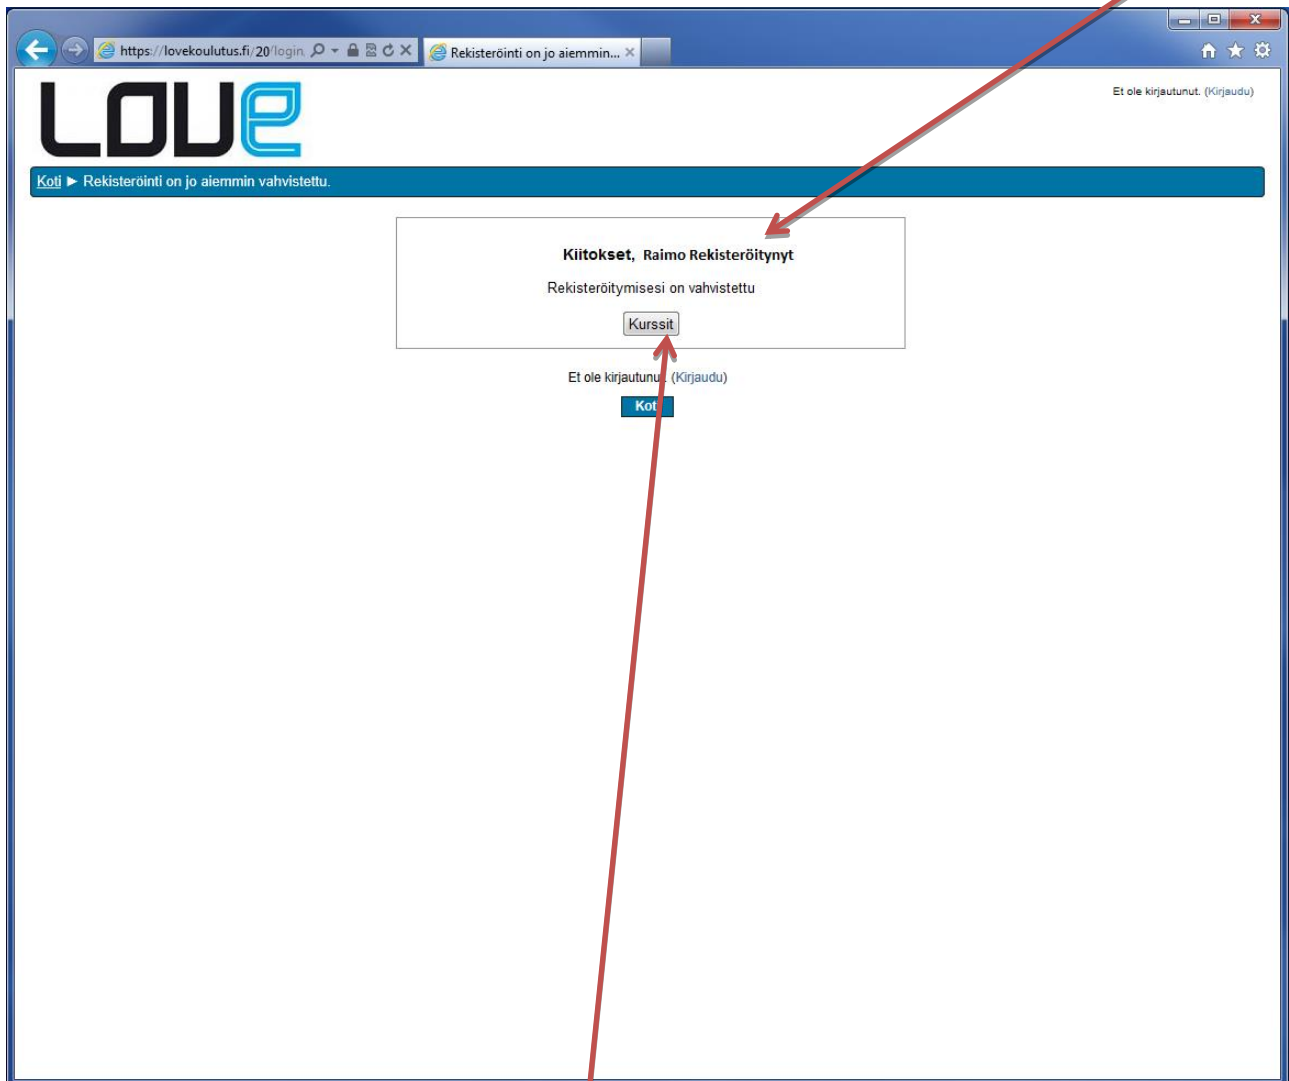 https://lovekoulutus.fi/20/login.
Rekisteröinti on jo aiemmin...
LOVe
Et ole kirjautunut. (Kirjaudu)
Koti ► Rekisteröinti on jo aiemmin vahvistettu.
Kiitokset, Raimo Rekisteröitynyt
Rekisteröitymisesi on vahvistettu
Kurssit
Et ole kirjautunut. (Kirjaudu)
Koti